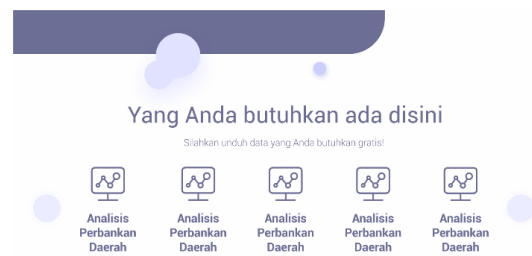 Yang Anda butuhkan ada disini
Silahkan unduh data yang Anda butuhkan gratis!
Analisis Perbankan Daerah
Analisis Perbankan Daerah
Analisis Perbankan Daerah
Analisis Perbankan Daerah
Analisis Perbankan Daerah